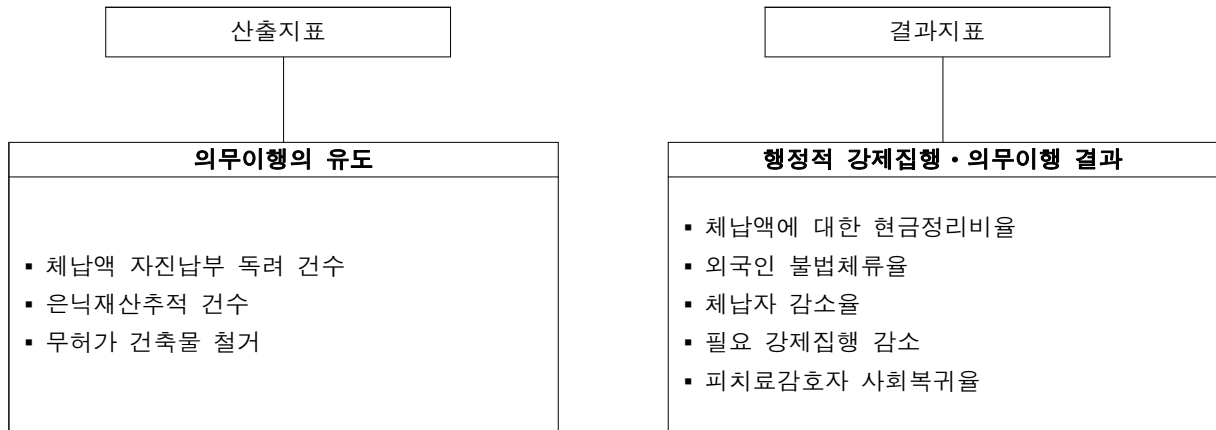 산출지표
의무이행의 유도
▪ 체납액 자진납부 독려 건수
▪ 은닉재산추적 건수
▪ 무허가 건축물 철거
결과지표
행정적 강제집행·의무이행 결과
▪ 체납액에 대한 현금정리비율
▪ 외국인 불법체류율
▪ 체납자 감소율
▪ 필요 강제집행 감소
▪ 피치료감호자 사회복귀율